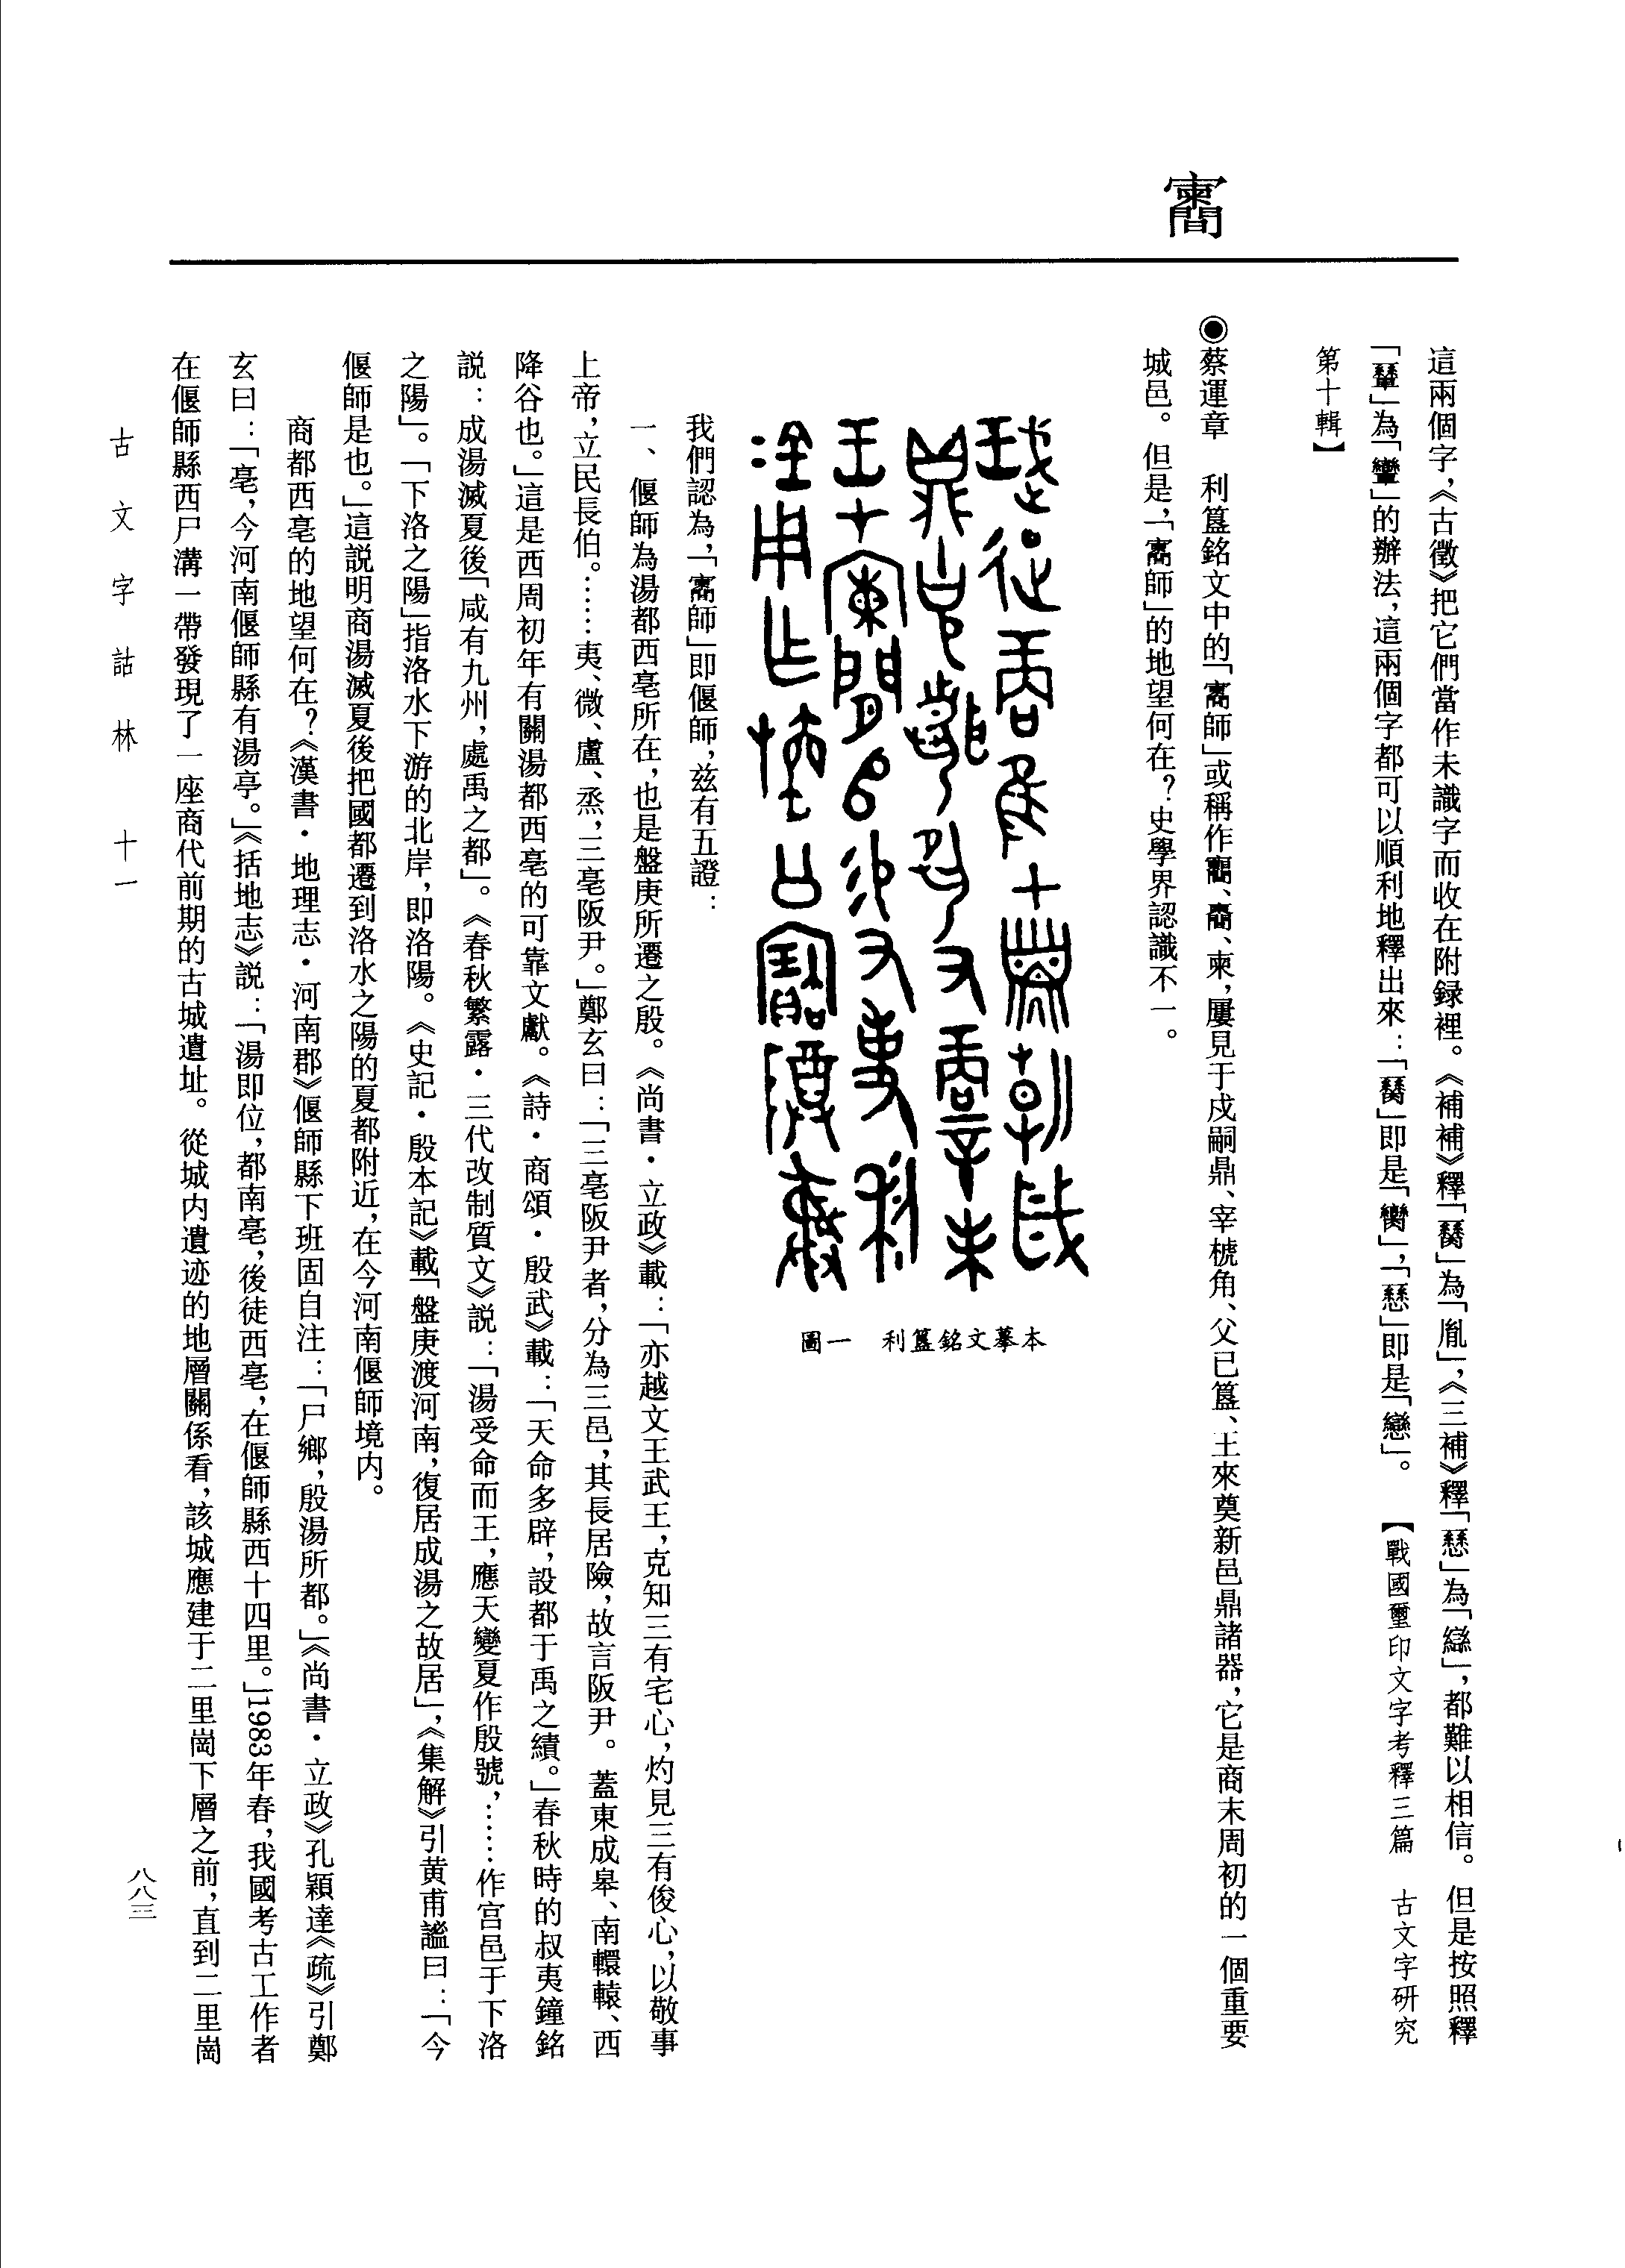 這兩個字，《古徵》把它們當作未識字而收在附録裡。《補補》釋「」為「胤」，《三補》釋「」為「」，都難以相信。但是按照釋
「」為「」的辦法，這兩個字都可以順利地釋出來：「」即是「」，「」即是「戀」。 【戰國璽印文字考釋三篇　古文字研究
第十輯】
◉蔡運章　利簋銘文中的「師」或稱作、、柬，屢見于戍嗣鼎、宰椃角、父已簋、王來奠新邑鼎諸器，它是商末周初的一個重要
城邑。但是，「師」的地望何在？史學界認識不一。
圖一　利簋銘文摹本
我們認為，「師」即偃師，兹有五證：
一、偃師為湯都西亳所在，也是盤庚所遷之殷。《尚書・立政》載：「亦越文王武王，克知三有宅心，灼見三有俊心，以敬事
上帝，立民長伯。……夷、微、盧、烝，三亳阪尹。」鄭玄曰：「三亳阪尹者，分為三邑，其長居險，故言阪尹。蓋東成皋、南轘轅、西
降谷也。」這是西周初年有關湯都西亳的可靠文獻。《詩・商頌・殷武》載：「天命多辟，設都于禹之績。」春秋時的叔夷鐘銘
説：成湯滅夏後「咸有九州，處禹之都」。《春秋繁露・三代改制質文》説：「湯受命而王，應天變夏作殷號，……作宫邑于下洛
之陽」。「下洛之陽」指洛水下游的北岸，即洛陽。《史記・殷本記》載「盤庚渡河南，復居成湯之故居」，《集解》引黄甫謐曰：「今
偃師是也。」這説明商湯滅夏後把國都遷到洛水之陽的夏都附近，在今河南偃師境内。
商都西亳的地望何在？《漢書・地理志・河南郡》偃師縣下班固自注：「尸鄉，殷湯所都。」《尚書・立政》孔穎達《疏》引鄭
玄曰：「亳，今河南偃師縣有湯亭。」《括地志》説：「湯即位，都南亳，後徙西亳，在偃師縣西十四里。」1983年春，我國考古工作者
在偃師縣西尸溝一帶發現了一座商代前期的古城遺址。從城内遺迹的地層關係看，該城應建于二里崗下層之前，直到二里崗
古文字詁林　十一
八八三